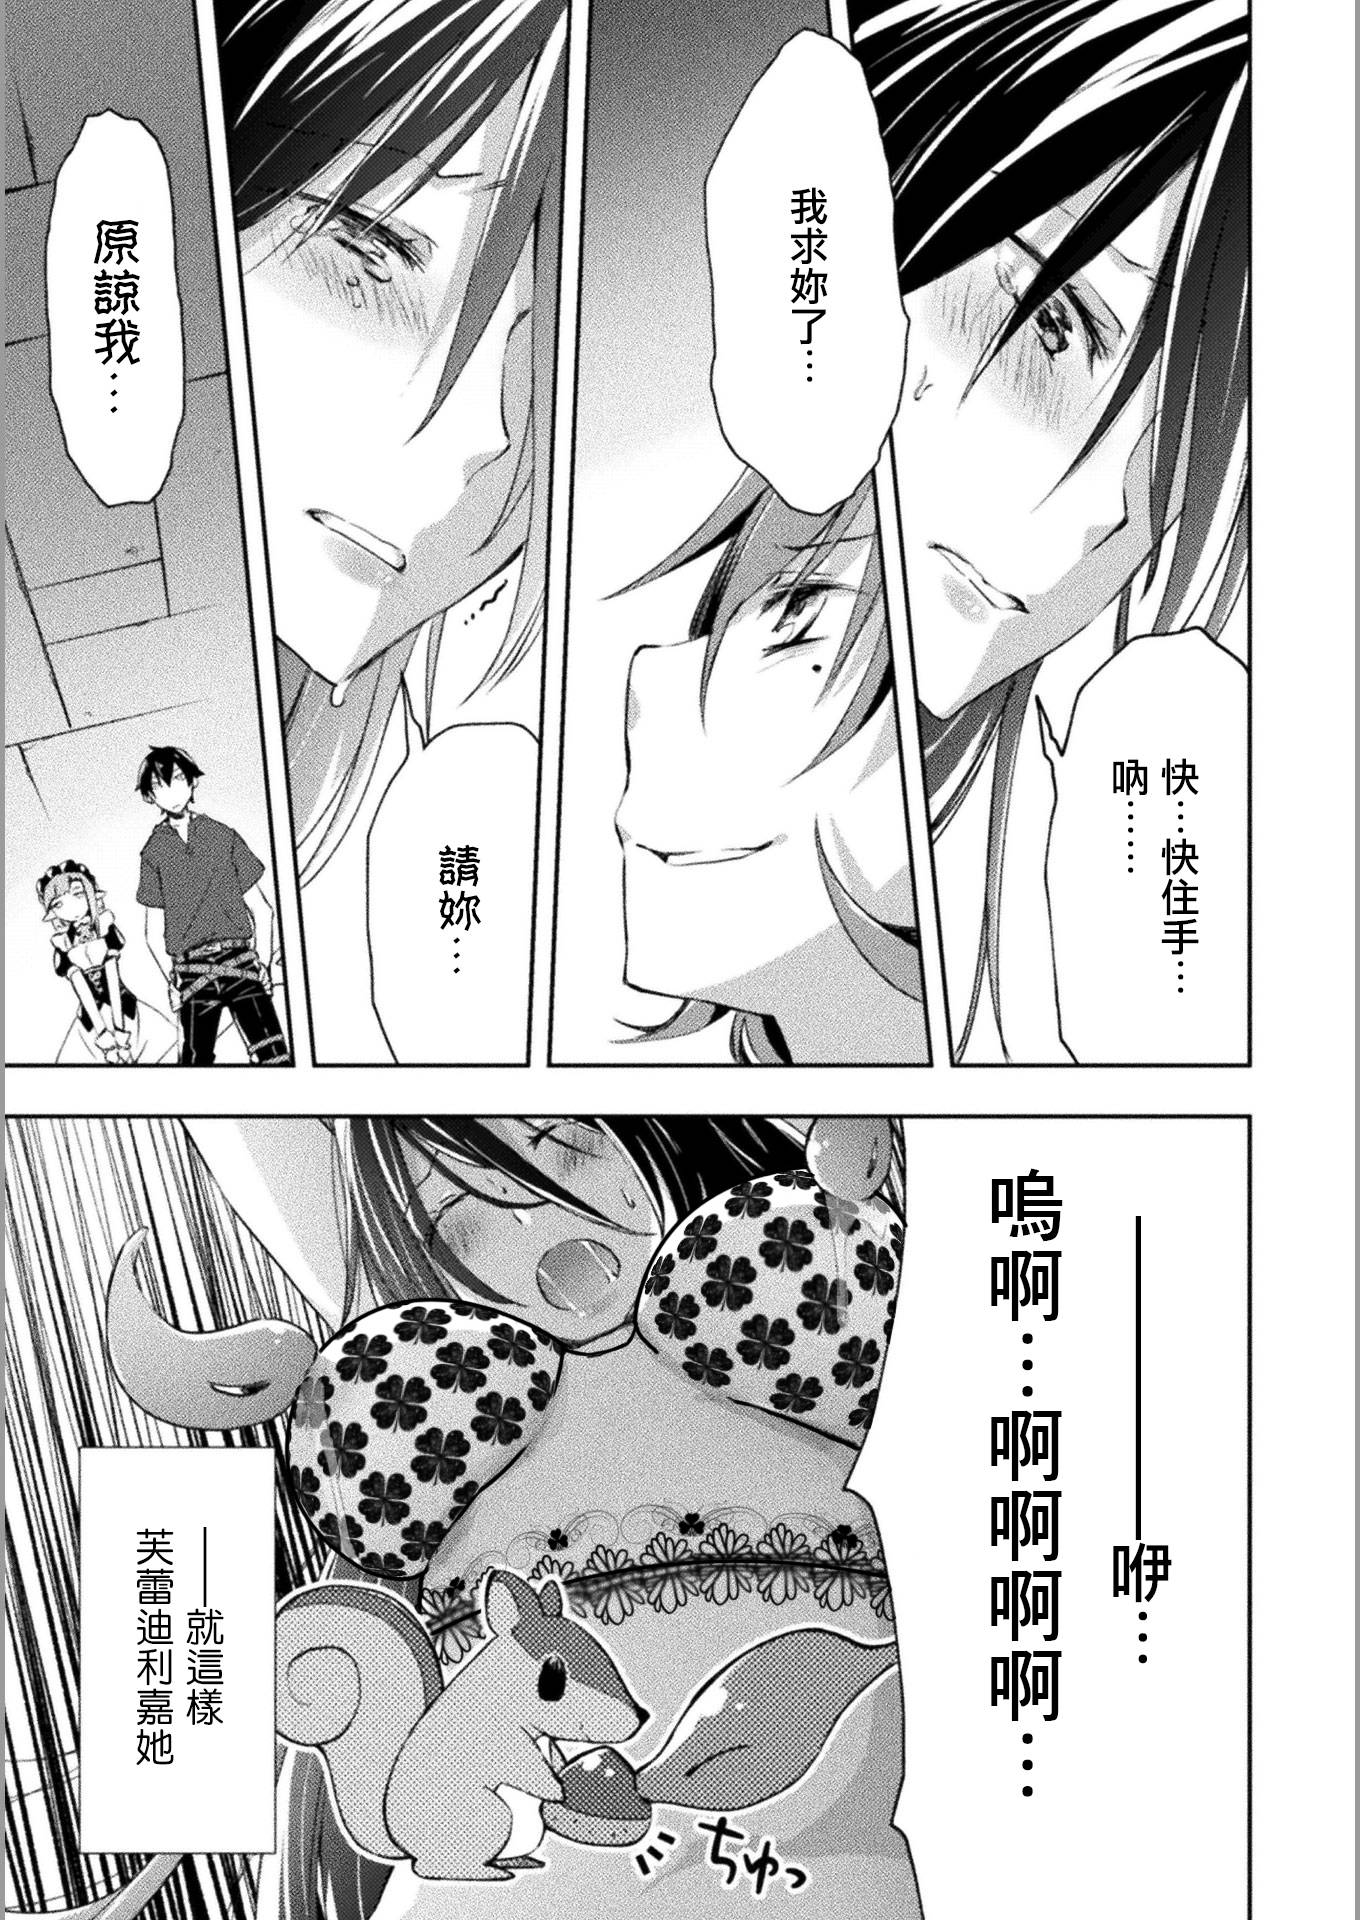 快…快住手…
吶……
我求妳了…
請妳…
原諒我…
——咿…
嗚啊…啊啊啊啊…
——就這樣
芙蕾迪利嘉她
ちゅっ